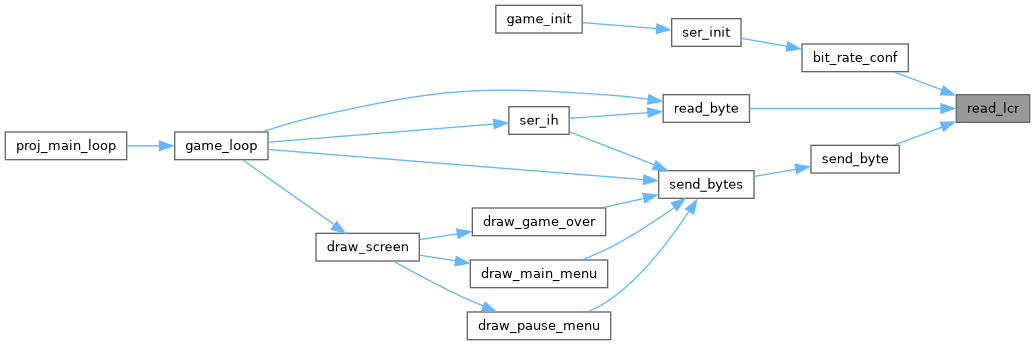 game_init
ser_init
bit_rate_conf
read_lcr
read_byte
ser_ih
proj_main_loop
game_loop
send_byte
send_bytes
draw_game_over
draw_screen
draw_main_menu
draw_pause_menu